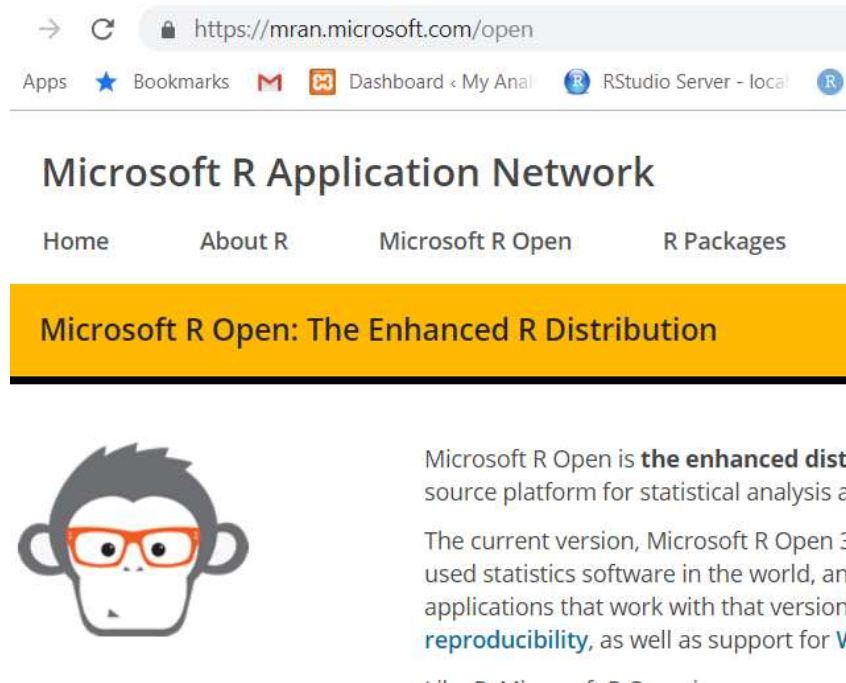 https://mran.microsoft.com/open
Apps Bookmarks Dashboard ‹ My Anal RStudio Server - local R
Microsoft R Application Network
Home About R Microsoft R Open R Packages
Microsoft R Open: The Enhanced R Distribution
Microsoft R Open is the enhanced dist
source platform for statistical analysis a
The current version, Microsoft R Open 3
used statistics software in the world, an
applications that work with that version
reproducibility, as well as support for W